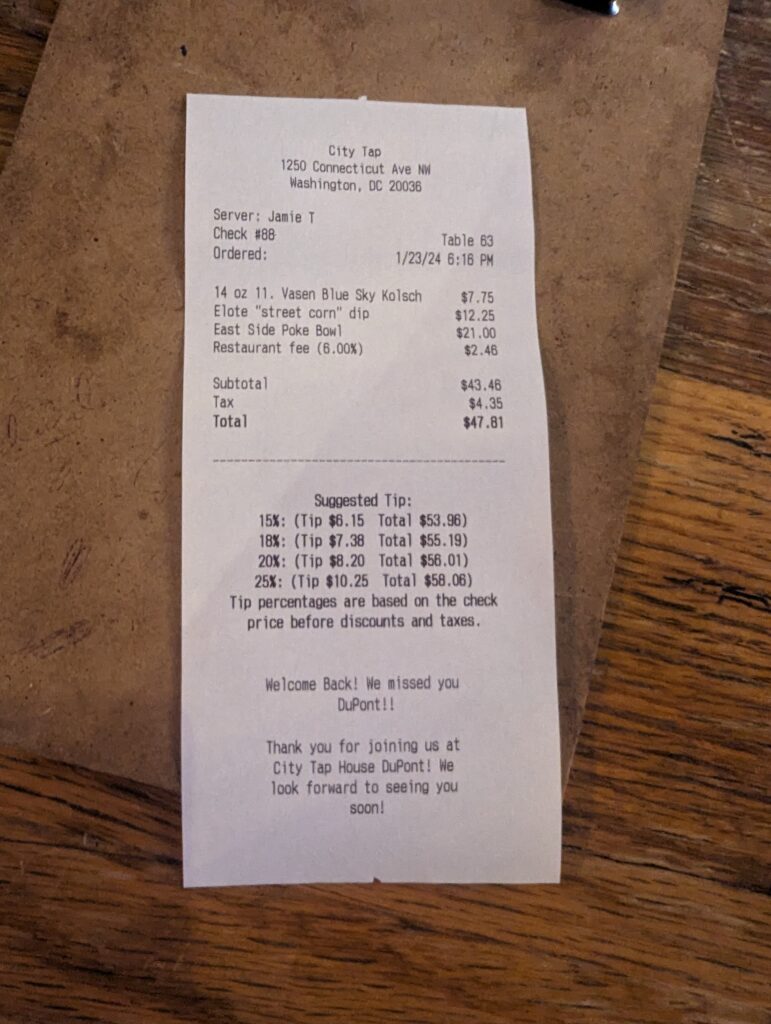 City Tap
1250 Connecticut Ave NW
Washington, DC 20036
Server: Jamie T
Check #88
Table 63
Ordered:
1/23/24 6:16 PM
14 oz 11. Vasen Blue Sky Kolsch $7.75
Elote "street corn" dip $12.25
East Side Poke Bowl $21.00
Restaurant fee (6.00%) $2.46
Subtotal $43.46
Tax $4.35
Total $47.81
--------------------------------------------
Suggested Tip:
15%: (Tip $6.15 Total $53.96)
18%: (Tip $7.38 Total $55.19)
20%: (Tip $8.20 Total $56.01)
25%: (Tip $10.25 Total $58.06)
Tip percentages are based on the check
price before discounts and taxes.
Welcome Back! We missed you
DuPont!!
Thank you for joining us at
City Tap House DuPont! We
look forward to seeing you
soon!